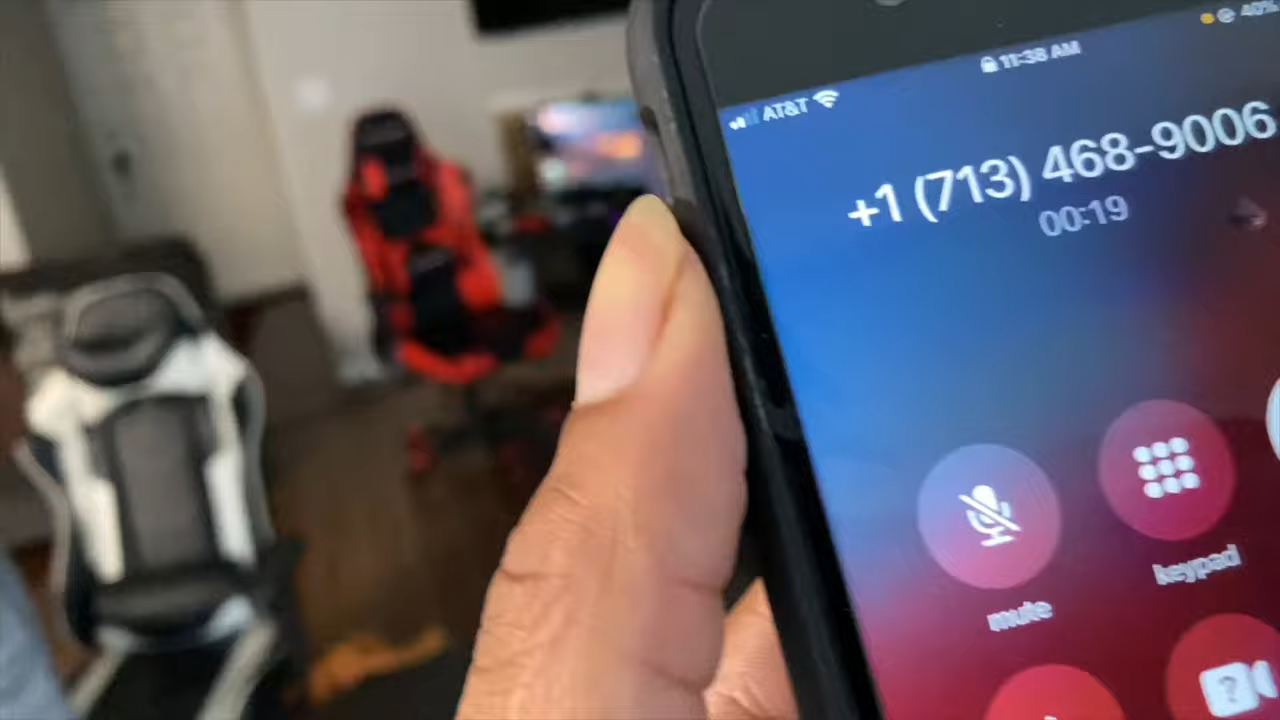 11:38 AM
40%
AT&T
+1 (713) 468-9006
00:19
mute
keypad